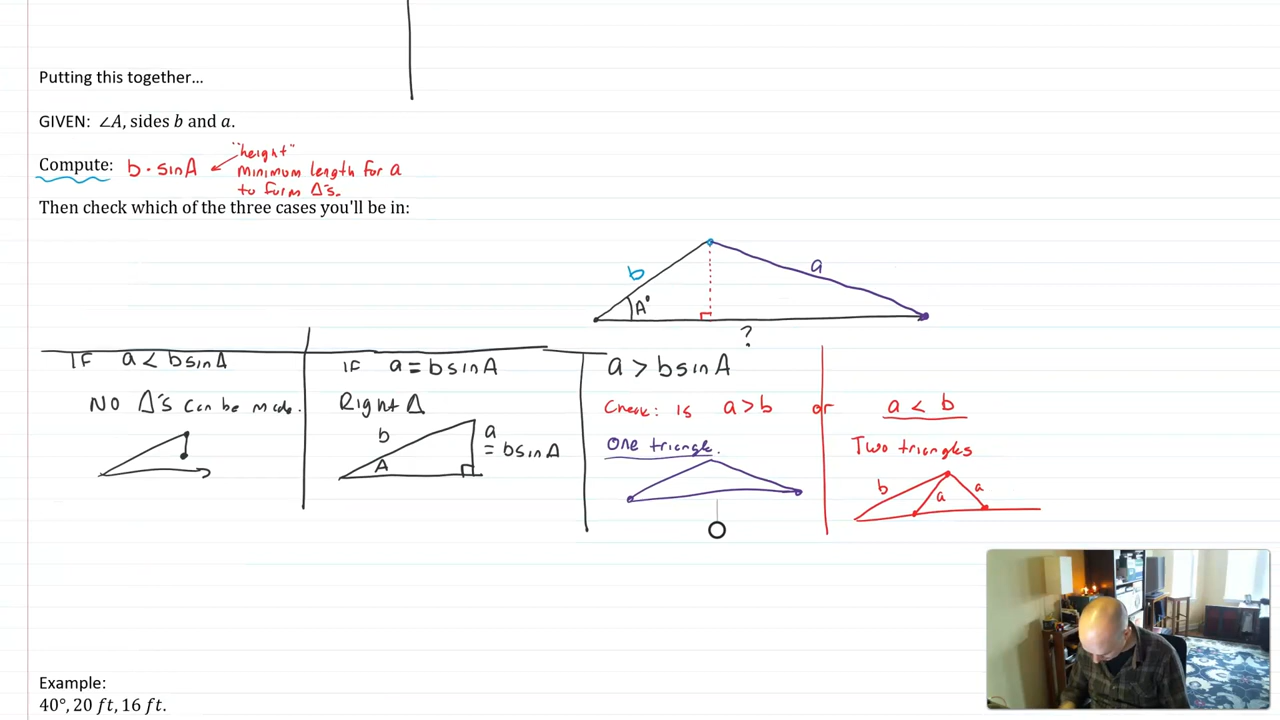 Putting this together...
GIVEN: ∠A, sides b and a.
"height"
Compute: b · sinA minimum length for a
to form Δ's.
Then check which of the three cases you'll be in:
b
a
A°
?
IF a < bsinA
No Δ's can be made.
IF a = bsinA
Right Δ
b
a
= bsinA
A
a > bsinA
Check: is a>b or a < b
One triangle.
Two triangles
b
a
a
Example:
40°, 20 ft, 16 ft.